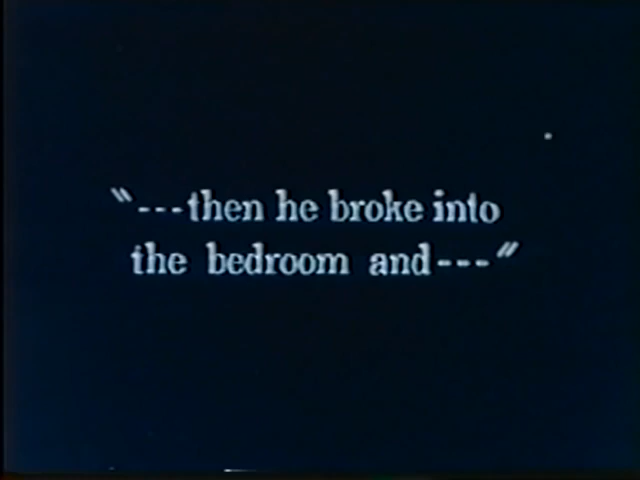 "---then he broke into
the bedroom and---"